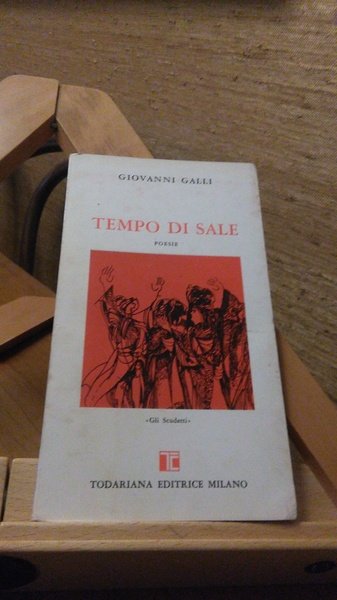 GIOVANNI GALLI
TEMPO DI SALE
POESIE
«Gli Scudetti»
TODARIANA EDITRICE MILANO